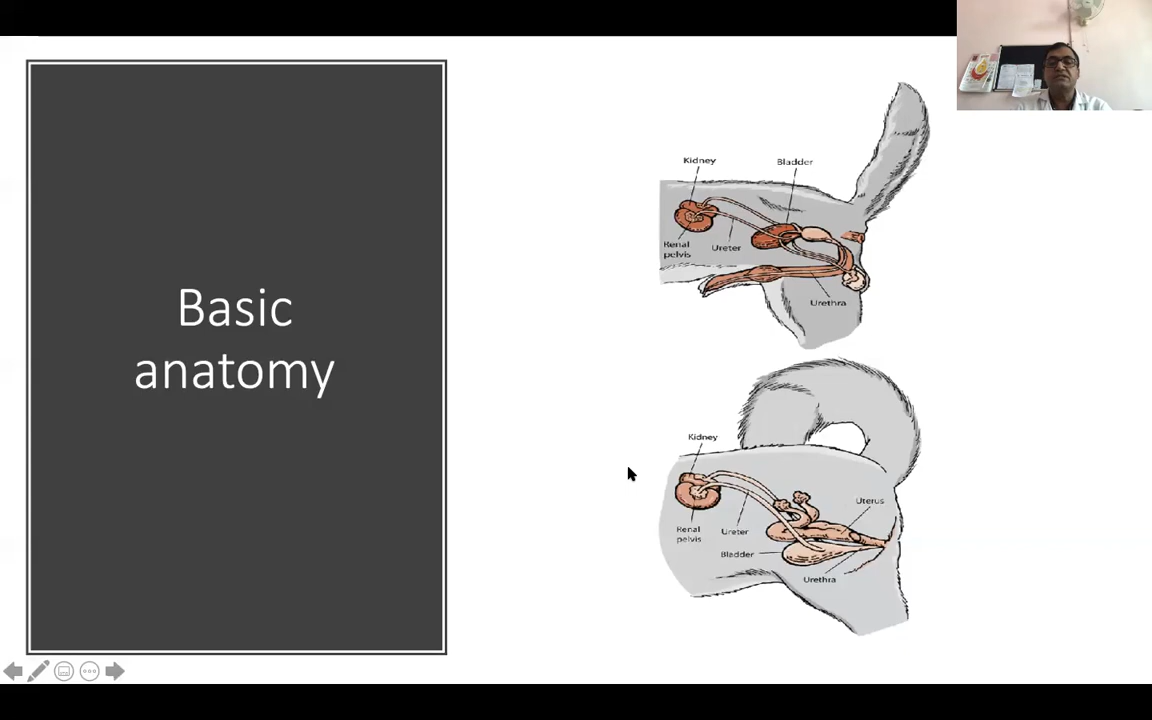 Basic
anatomy
Kidney
Bladder
Renal
pelvis
Ureter
Urethra
Kidney
Uterus
Renal
pelvis
Ureter
Bladder
Urethra